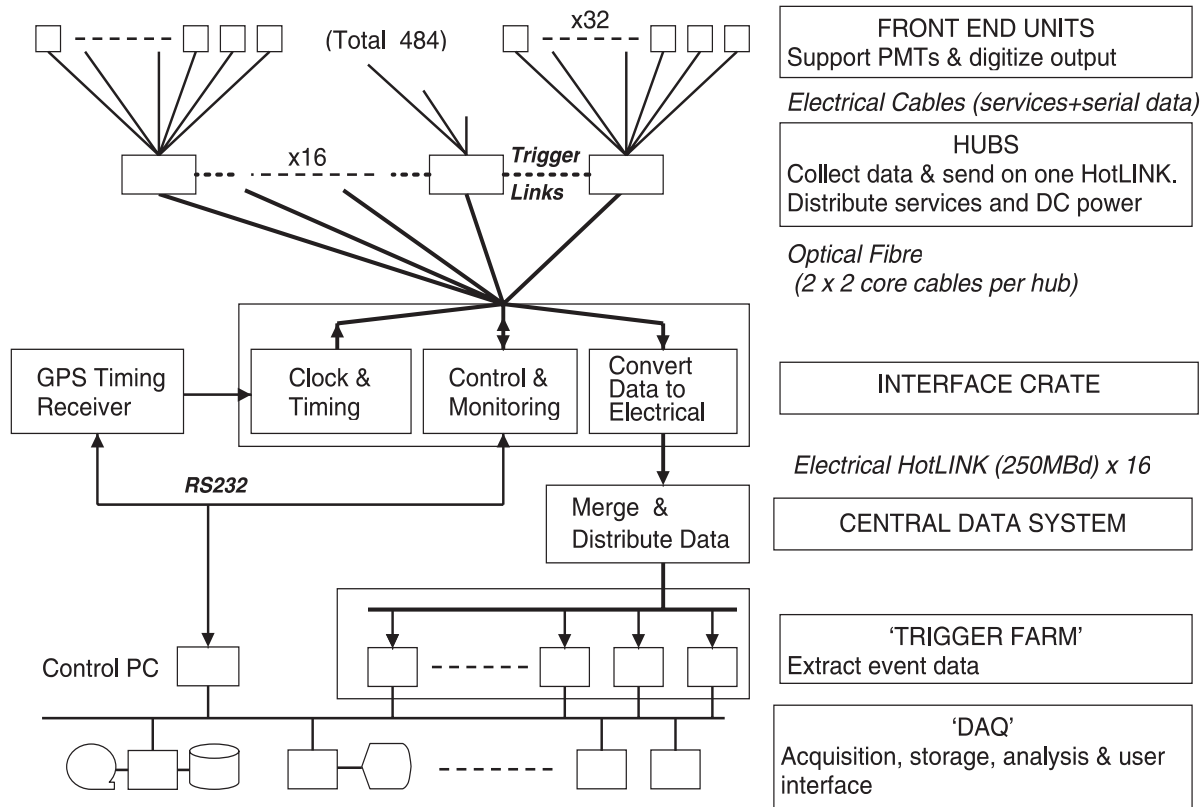 x32
(Total 484)
x16
Trigger
Links
GPS Timing
Receiver
Clock &
Timing
Control &
Monitoring
Convert
Data to
Electrical
RS232
Merge &
Distribute Data
Control PC
FRONT END UNITS
Support PMTs & digitize output
Electrical Cables (services+serial data)
HUBS
Collect data & send on one HotLINK.
Distribute services and DC power
Optical Fibre
(2 x 2 core cables per hub)
INTERFACE CRATE
Electrical HotLINK (250MBd) x 16
CENTRAL DATA SYSTEM
'TRIGGER FARM'
Extract event data
'DAQ'
Acquisition, storage, analysis & user
interface